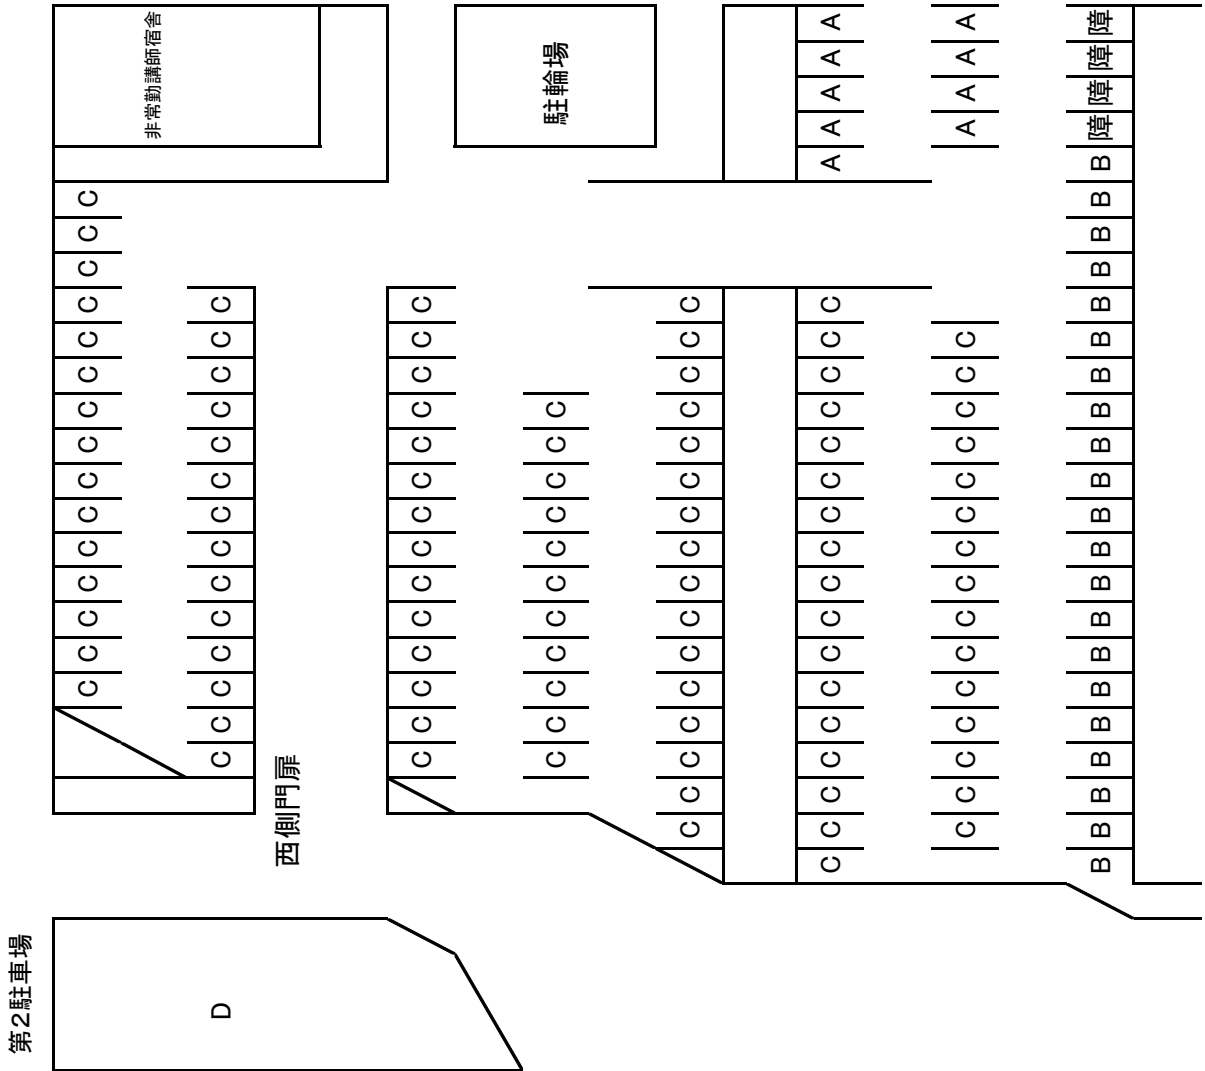 第2駐車場
C C C C C C C C C C C C C C C
非常勤講師宿舎
D C C C C C C C C C C C C C C
西側門扉
C C C C C C C C C C C C C C
C C C C C C C C C C C 駐輪場
C C C C C C C C C C C C C C C C
C C C C C C C C C C C C C C C C C A A A A A
C C C C C C C C C C C C C C C A A A A
B B B B B B B B B B B B B B B B B B B B B 障 障 障 障